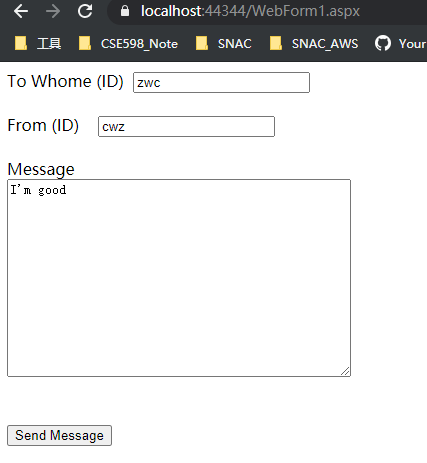 localhost:44344/WebForm1.aspx
工具 CSE598_Note SNAC SNAC_AWS Your
To Whome (ID) zwc
From (ID) cwz
Message
I'm good
Send Message